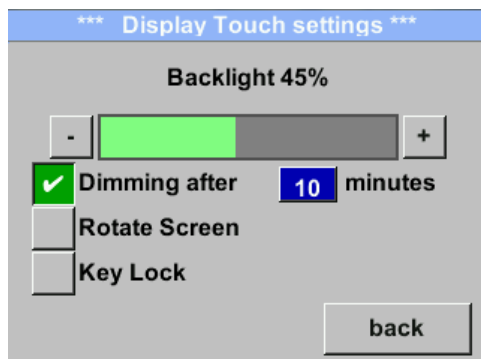 *** Display Touch settings ***
Backlight 45%
- +
Dimming after 10 minutes
Rotate Screen
Key Lock
back